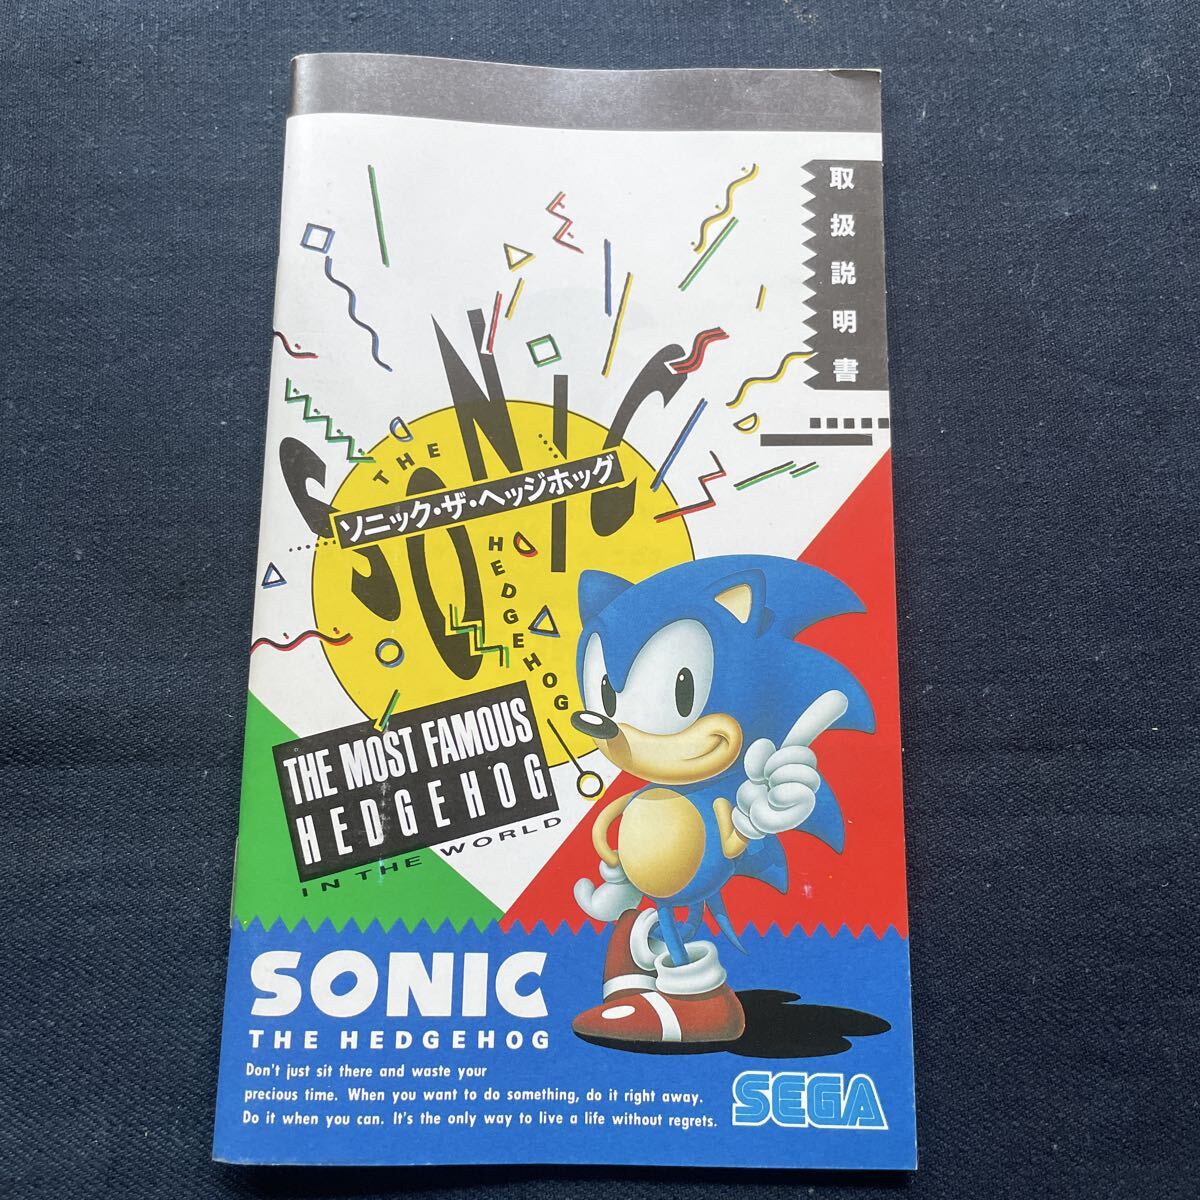 取扱説明書
SONIC
THE
ソニック・ザ・ヘッジホッグ
HEDGEHOG
THE MOST FAMOUS
HEDGEHOG
IN THE WORLD
SONIC
THE HEDGEHOG
Don't just sit there and waste your
precious time. When you want to do something, do it right away.
Do it when you can. It's the only way to live a life without regrets.
SEGA